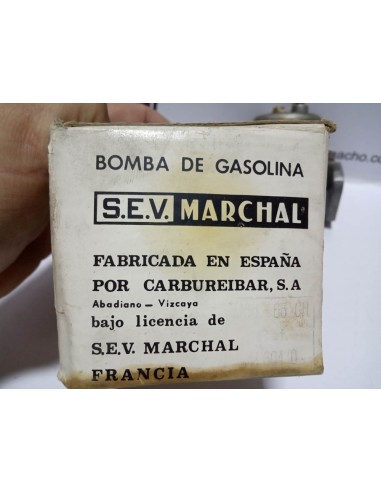 BOMBA DE GASOLINA
S.E.V. MARCHAL
FABRICADA EN ESPAÑA
POR CARBUREIBAR, S.A
Abadiano – Vizcaya
bajo licencia de
S.E.V. MARCHAL
FRANCIA